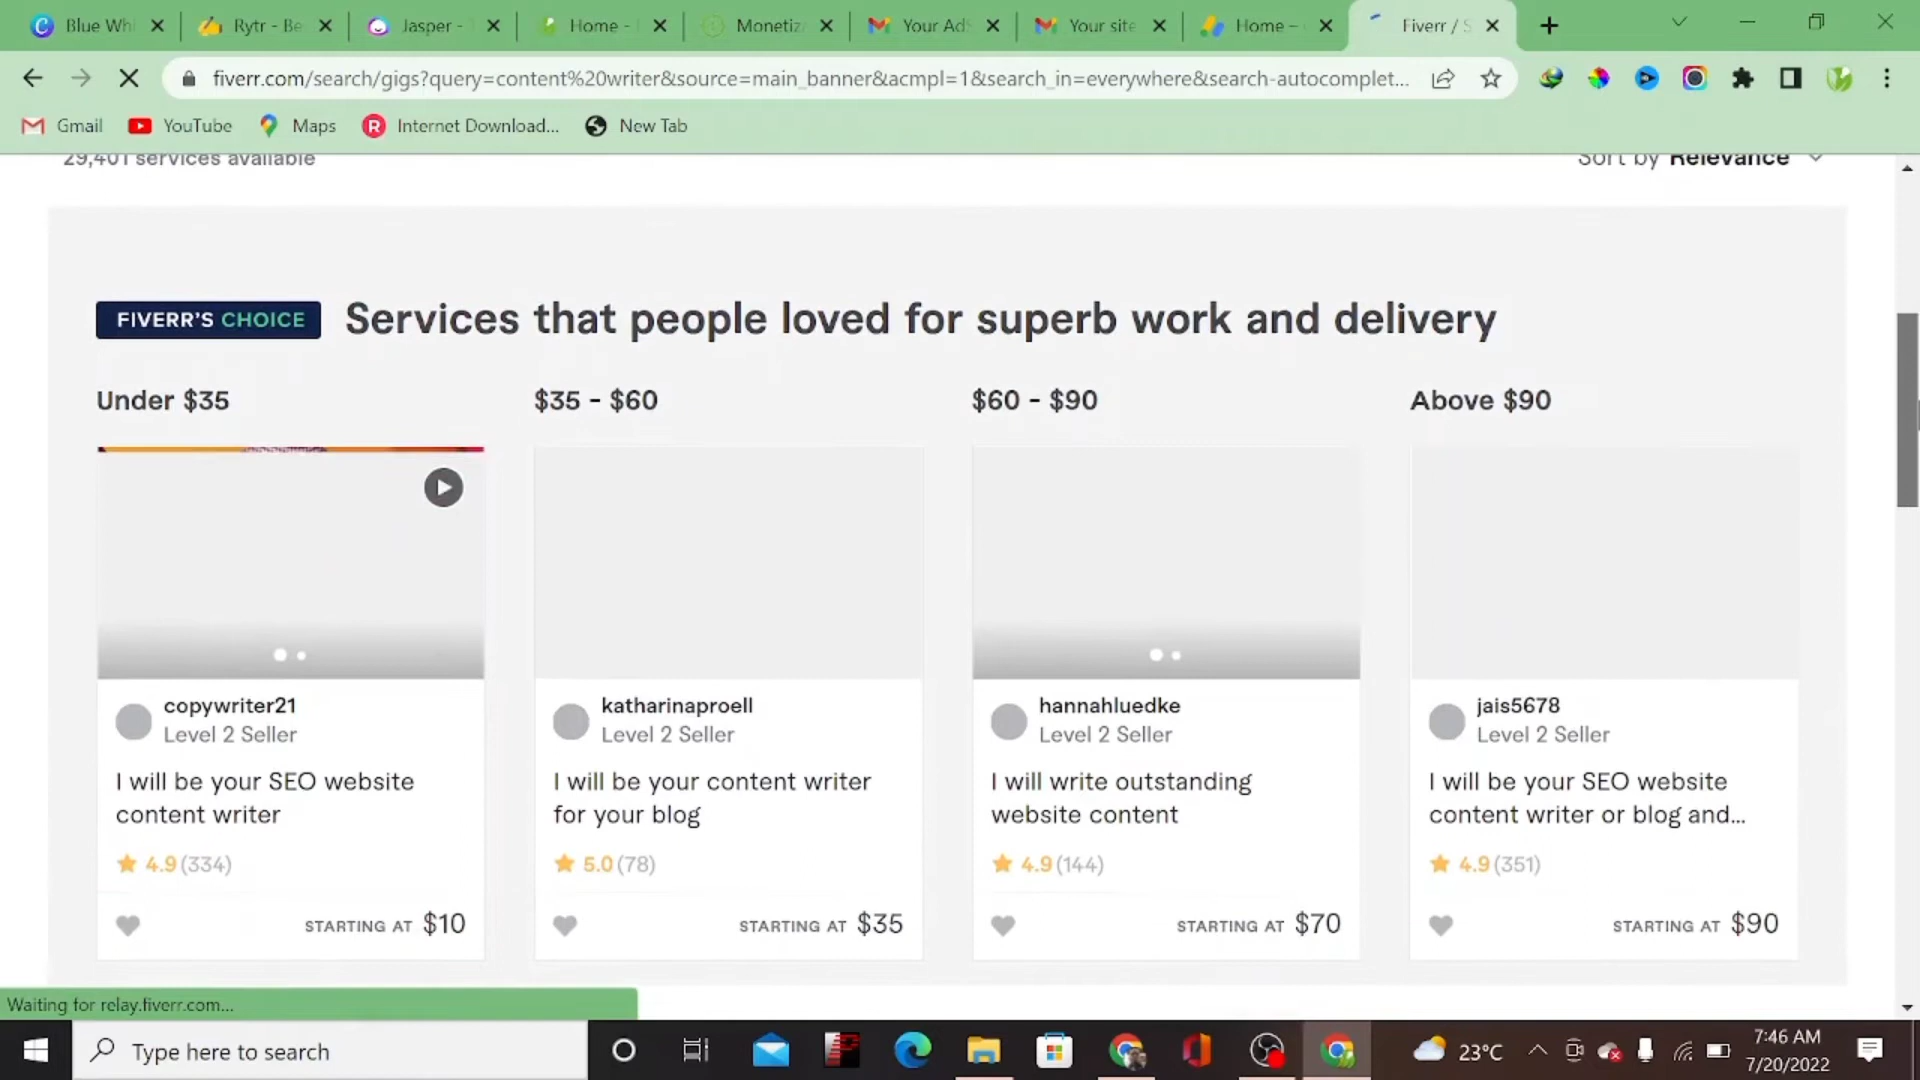 Blue Whi
Rytr - Be
Jasper -
Home -
Monetiz
Your Ad
Your site
Home –
Fiverr / S
fiverr.com/search/gigs?query=content%20writer&source=main_banner&acmpl=1&search_in=everywhere&search-autocomplet...
Gmail
YouTube
Maps
Internet Download...
New Tab
29,401 services available
Sort by Relevance
FIVERR'S CHOICE
Services that people loved for superb work and delivery
Under $35
$35 - $60
$60 - $90
Above $90
copywriter21
Level 2 Seller
I will be your SEO website
content writer
4.9 (334)
STARTING AT $10
katharinaproell
Level 2 Seller
I will be your content writer
for your blog
5.0 (78)
STARTING AT $35
hannahluedke
Level 2 Seller
I will write outstanding
website content
4.9 (144)
STARTING AT $70
jais5678
Level 2 Seller
I will be your SEO website
content writer or blog and...
4.9 (351)
STARTING AT $90
Waiting for relay.fiverr.com...
Type here to search
23°C
7:46 AM
7/20/2022